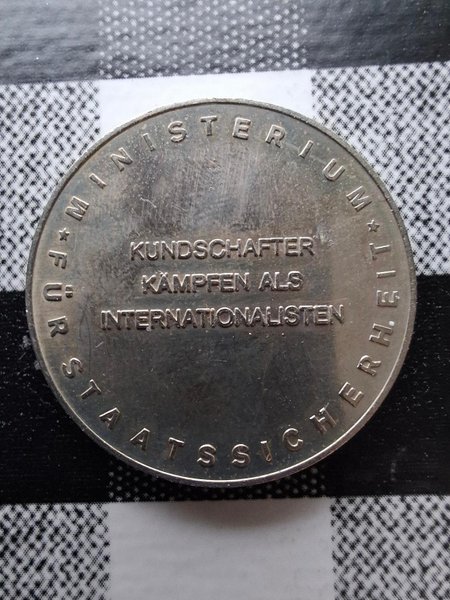 MINISTERIUM
* FÜR STAATSSICHERHEIT *
KUNDSCHAFTER
KÄMPFEN ALS
INTERNATIONALISTEN